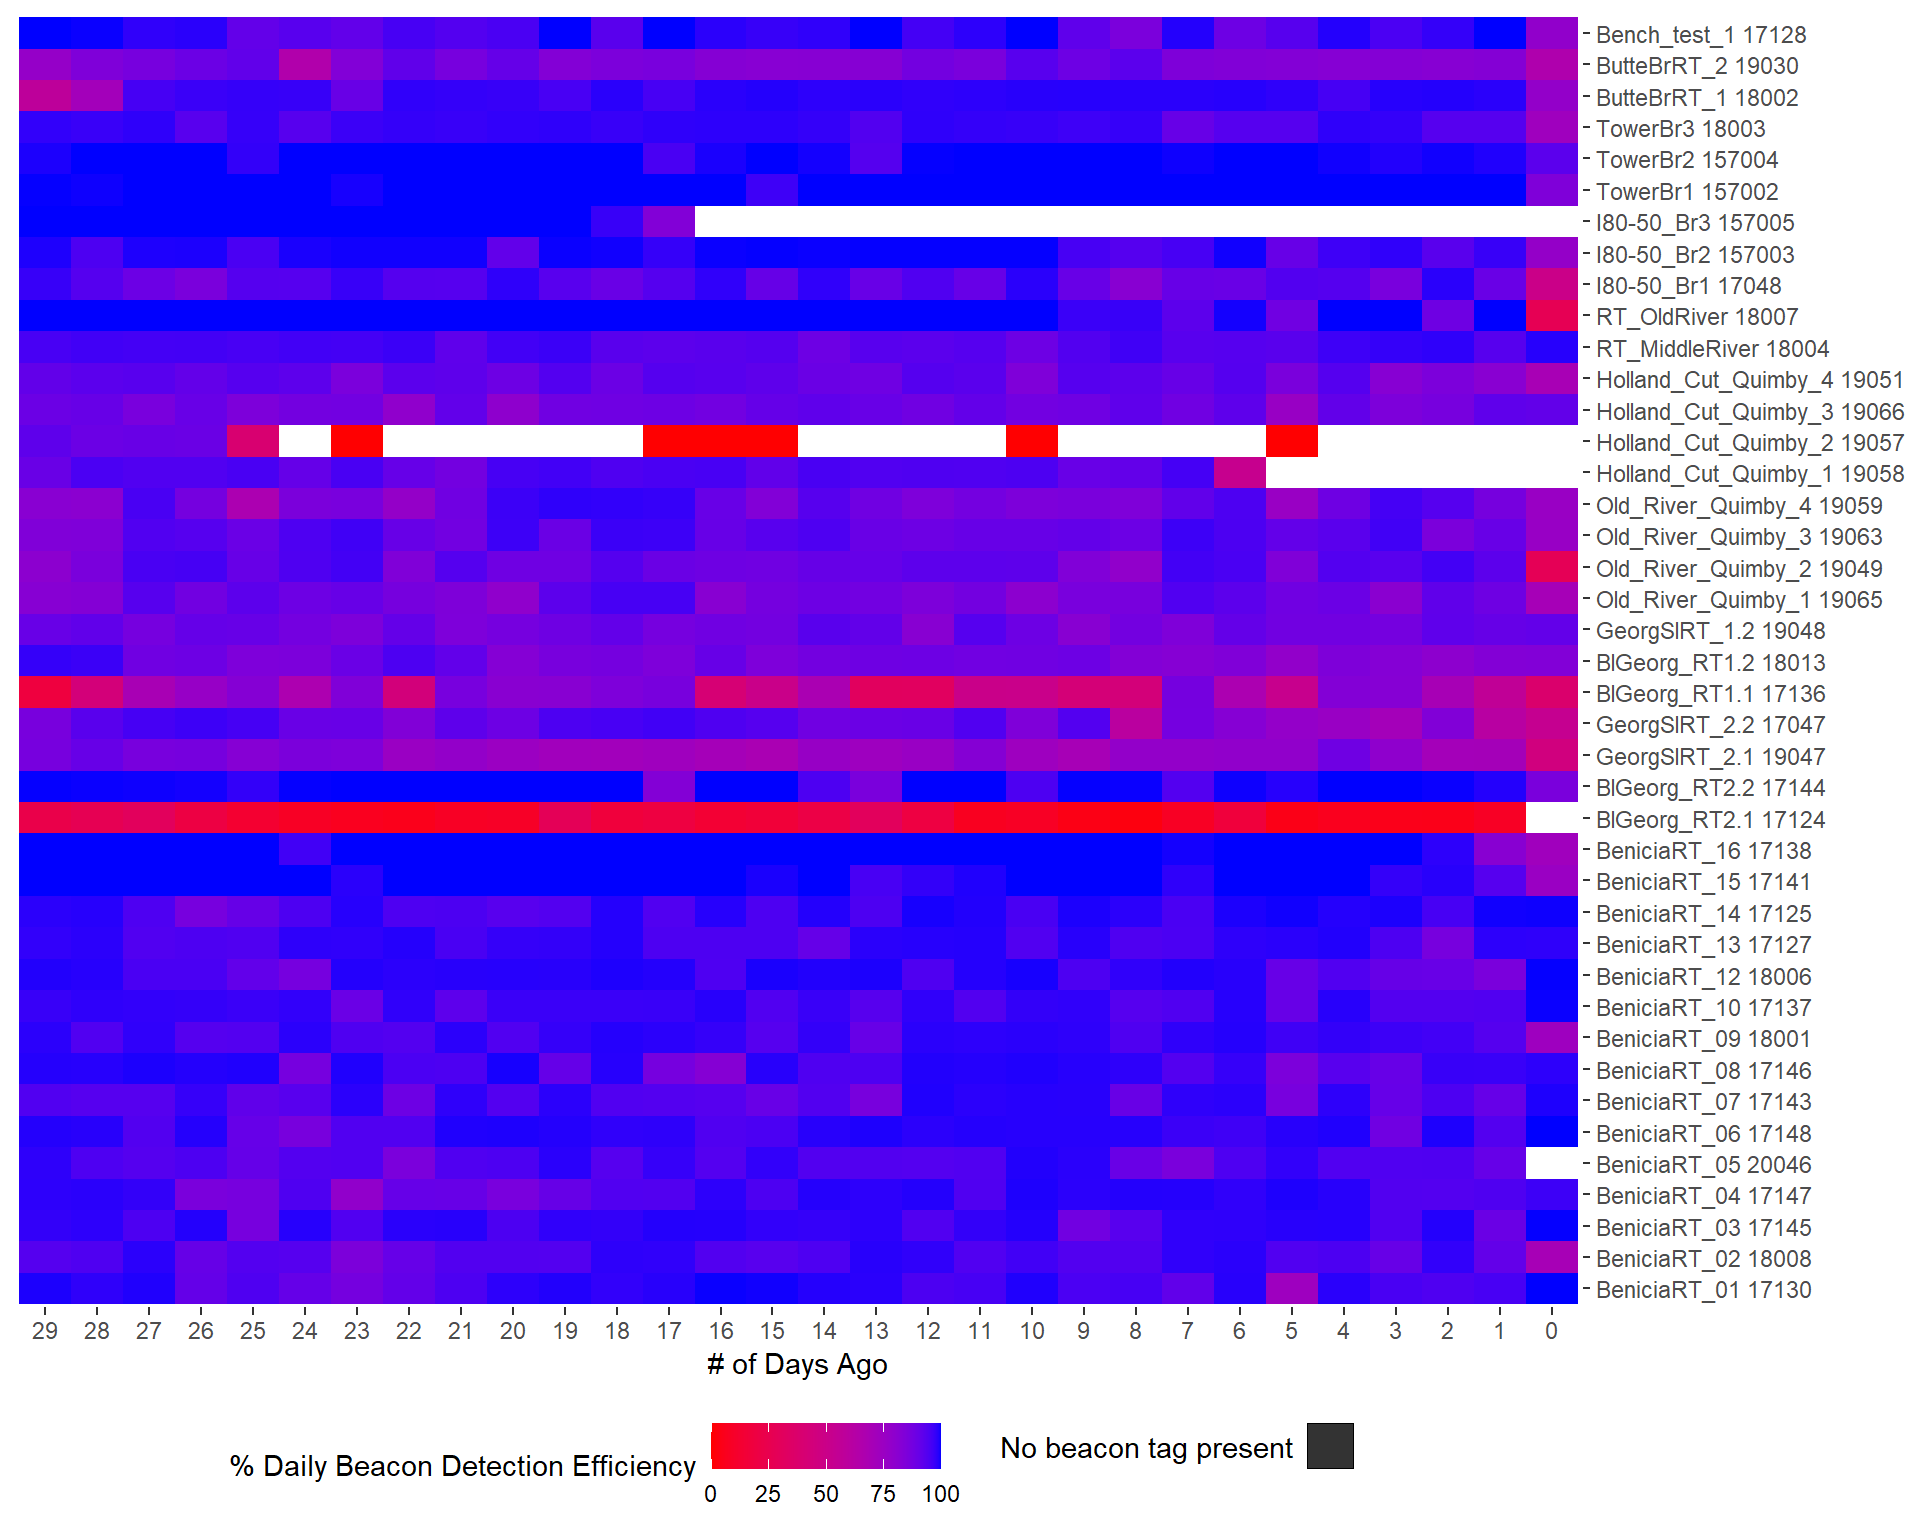 Bench_test_1 17128
ButteBrRT_2 19030
ButteBrRT_1 18002
TowerBr3 18003
TowerBr2 157004
TowerBr1 157002
I80-50_Br3 157005
I80-50_Br2 157003
I80-50_Br1 17048
RT_OldRiver 18007
RT_MiddleRiver 18004
Holland_Cut_Quimby_4 19051
Holland_Cut_Quimby_3 19066
Holland_Cut_Quimby_2 19057
Holland_Cut_Quimby_1 19058
Old_River_Quimby_4 19059
Old_River_Quimby_3 19063
Old_River_Quimby_2 19049
Old_River_Quimby_1 19065
GeorgSlRT_1.2 19048
BlGeorg_RT1.2 18013
BlGeorg_RT1.1 17136
GeorgSlRT_2.2 17047
GeorgSlRT_2.1 19047
BlGeorg_RT2.2 17144
BlGeorg_RT2.1 17124
BeniciaRT_16 17138
BeniciaRT_15 17141
BeniciaRT_14 17125
BeniciaRT_13 17127
BeniciaRT_12 18006
BeniciaRT_10 17137
BeniciaRT_09 18001
BeniciaRT_08 17146
BeniciaRT_07 17143
BeniciaRT_06 17148
BeniciaRT_05 20046
BeniciaRT_04 17147
BeniciaRT_03 17145
BeniciaRT_02 18008
BeniciaRT_01 17130
29 28 27 26 25 24 23 22 21 20 19 18 17 16 15 14 13 12 11 10 9 8 7 6 5 4 3 2 1 0
# of Days Ago
% Daily Beacon Detection Efficiency
0 25 50 75 100
No beacon tag present